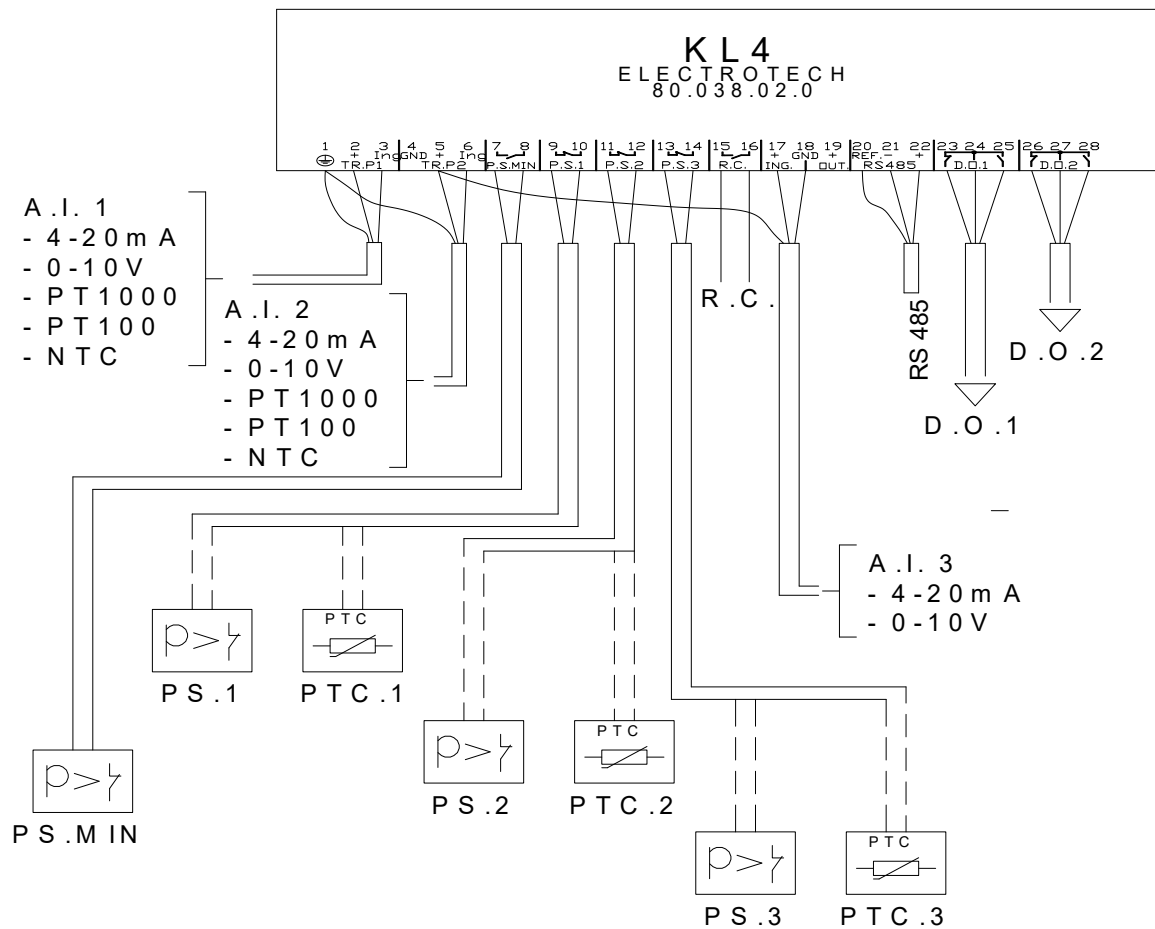 KL4
ELECTROTECH
80.038.02.0
1 2 3 4 5 6 7 8 9 10 11 12 13 14 15 16 17 18 19 20 21 22 23 24 25 26 27 28
+ Ing GND + Ing + GND + REF. - +
TR.P1 TR.P2 P.S.MIN P.S.1 P.S.2 P.S.3 R.C. ING. OUT. RS485 D.O.1 D.O.2
A.I. 1
- 4-20mA
- 0-10V
- PT1000
- PT100
- NTC
A.I. 2
- 4-20mA
- 0-10V
- PT1000
- PT100
- NTC
R.C.
RS 485
D.O.1
D.O.2
A.I. 3
- 4-20mA
- 0-10V
P>
PS.1
PTC
PTC.1
P>
PS.2
PTC
PTC.2
P>
PS.MIN
P>
PS.3
PTC
PTC.3